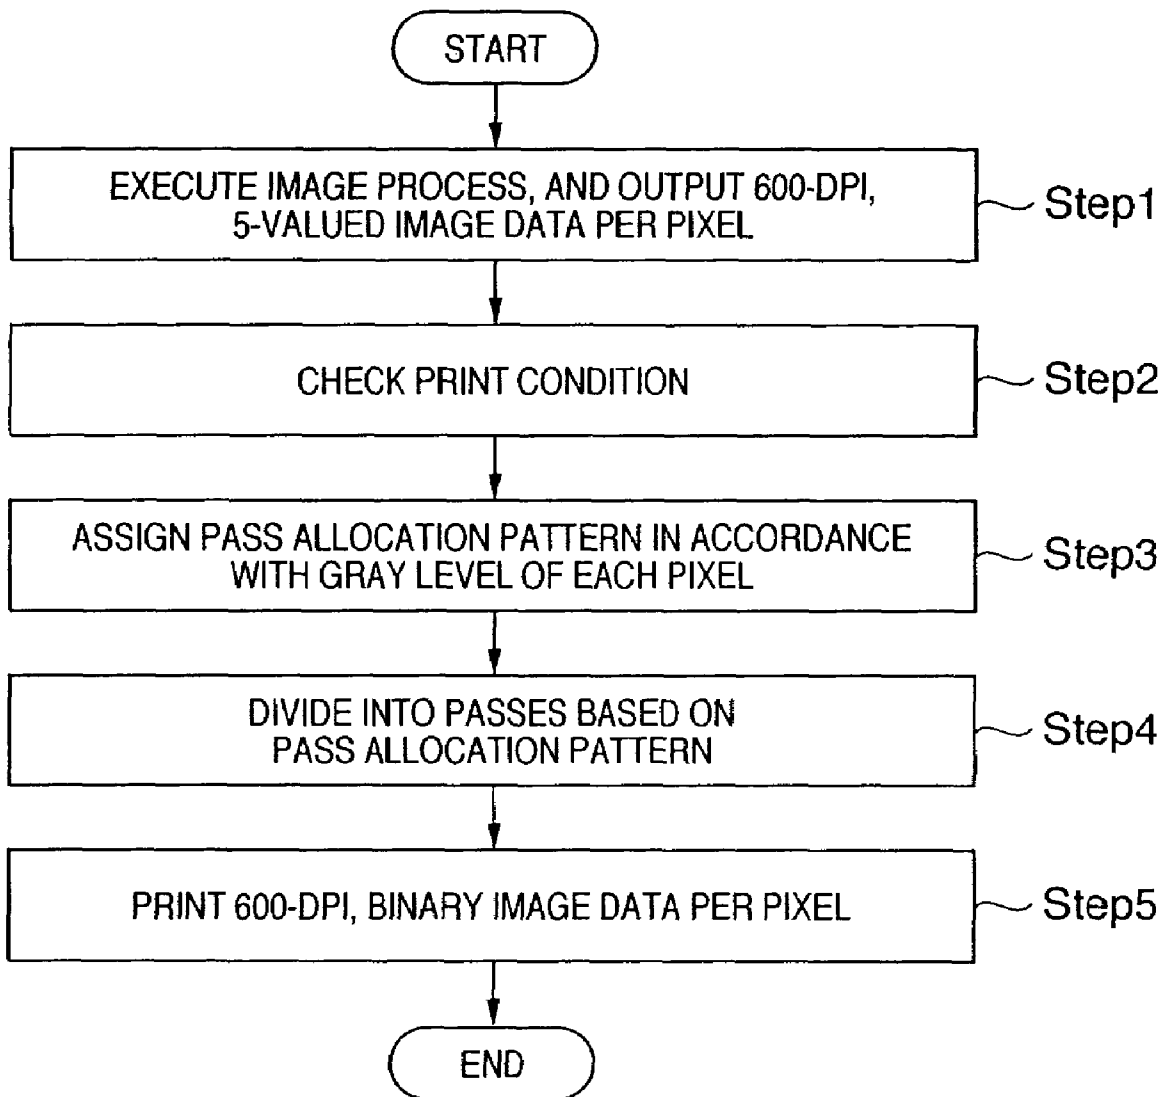 START
EXECUTE IMAGE PROCESS, AND OUTPUT 600-DPI,
5-VALUED IMAGE DATA PER PIXEL
Step1
CHECK PRINT CONDITION
Step2
ASSIGN PASS ALLOCATION PATTERN IN ACCORDANCE
WITH GRAY LEVEL OF EACH PIXEL
Step3
DIVIDE INTO PASSES BASED ON
PASS ALLOCATION PATTERN
Step4
PRINT 600-DPI, BINARY IMAGE DATA PER PIXEL
Step5
END